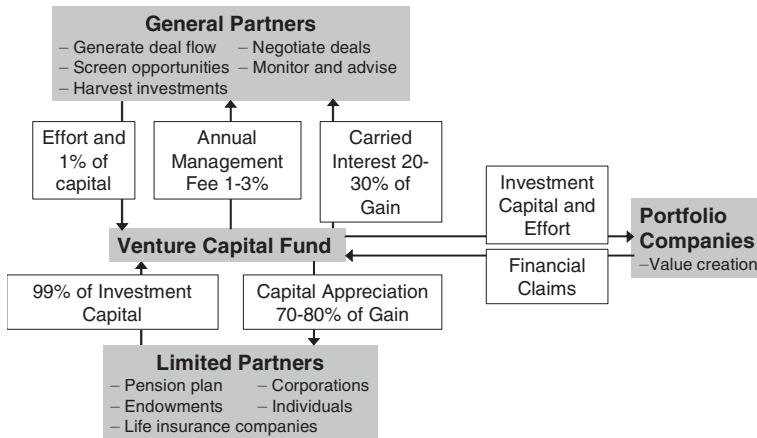 General Partners
– Generate deal flow – Negotiate deals
– Screen opportunities – Monitor and advise
– Harvest investments
Effort and
1% of
capital
Annual
Management
Fee 1-3%
Carried
Interest 20-
30% of
Gain
Investment
Capital and
Effort
Portfolio
Companies
–Value creation
Venture Capital Fund
Financial
Claims
99% of Investment
Capital
Capital Appreciation
70-80% of Gain
Limited Partners
– Pension plan – Corporations
– Endowments – Individuals
– Life insurance companies